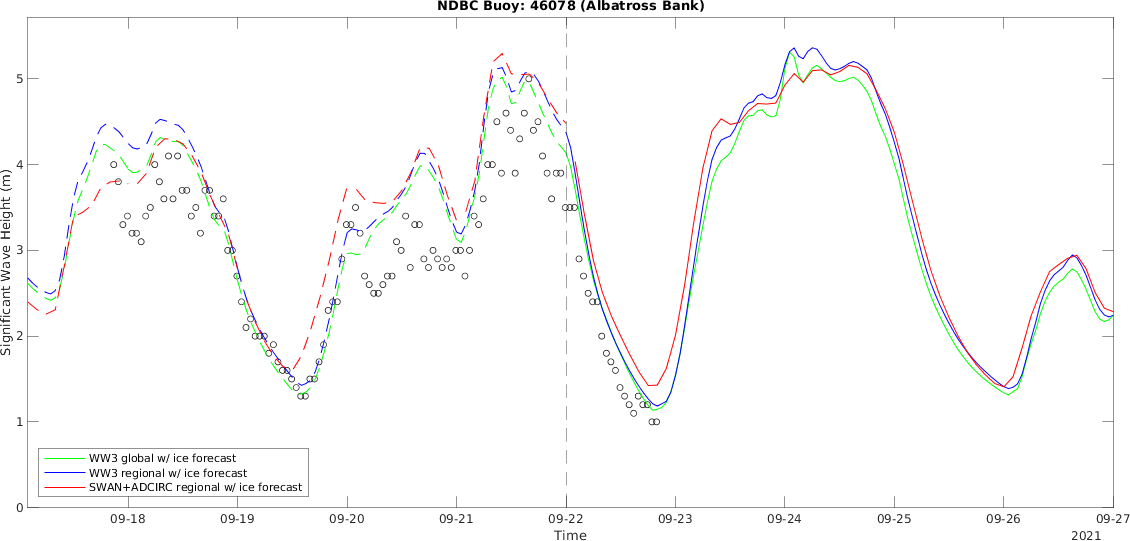 NDBC Buoy: 46078 (Albatross Bank)
Significant Wave Height (m)
5
4
3
2
1
0
WW3 global w/ ice forecast
WW3 regional w/ ice forecast
SWAN+ADCIRC regional w/ ice forecast
09-18 09-19 09-20 09-21 09-22 09-23 09-24 09-25 09-26 09-27
Time
2021